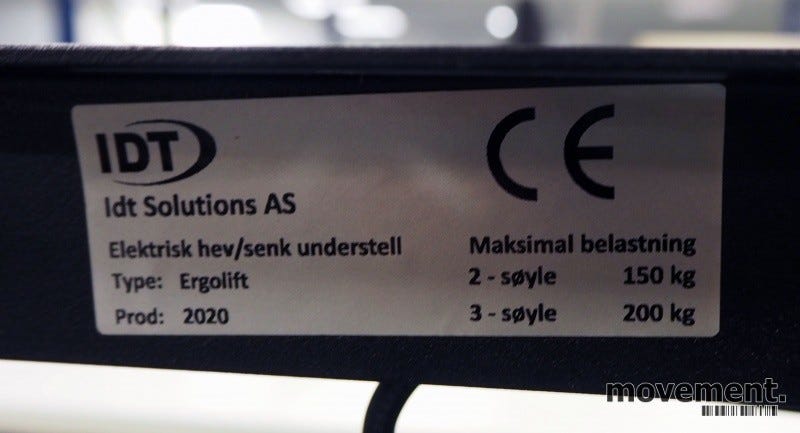 IDT
CE
Idt Solutions AS
Elektrisk hev/senk understell
Type: Ergolift
Prod: 2020
Maksimal belastning
2 - søyle 150 kg
3 - søyle 200 kg
movement.